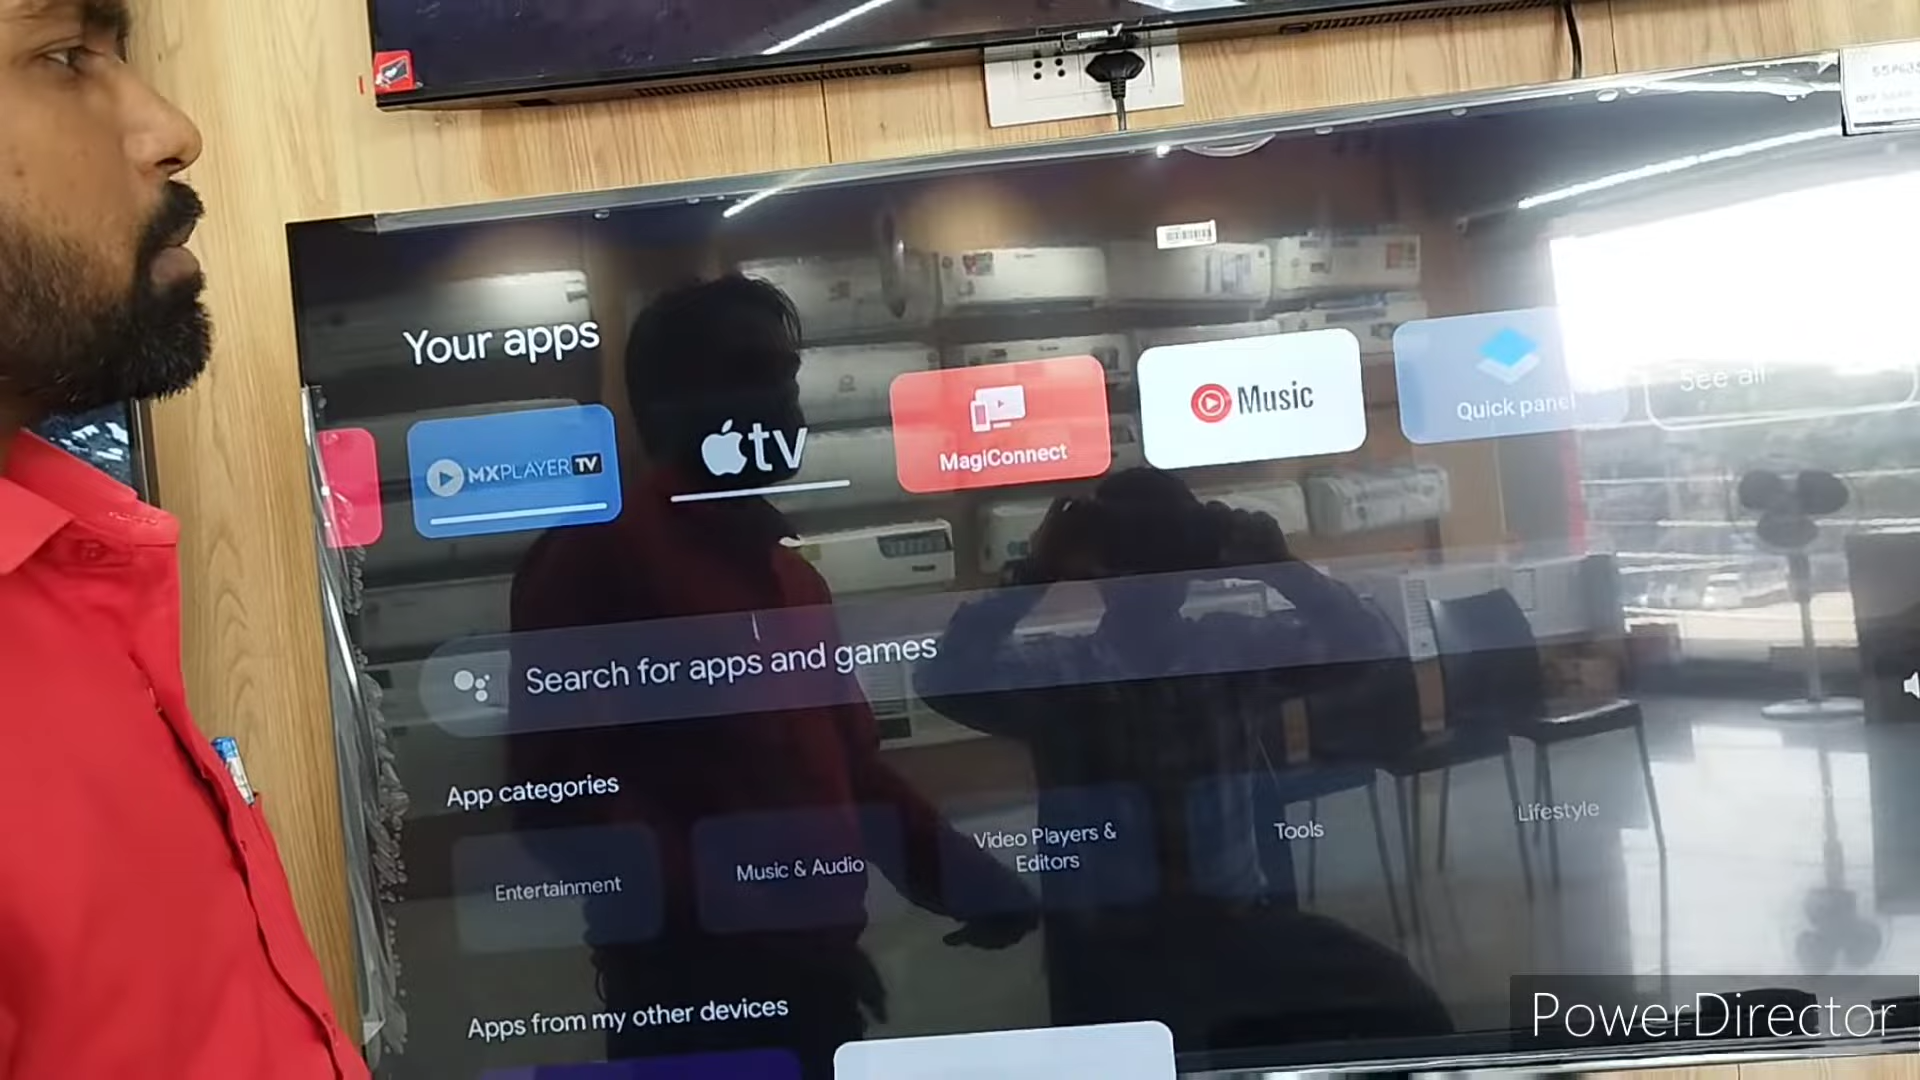 Your apps
MXPLAYER TV
tv
MagiConnect
Music
Quick panel
See all
Search for apps and games
App categories
Entertainment
Music & Audio
Video Players &
Editors
Tools
Lifestyle
Apps from my other devices
PowerDirector